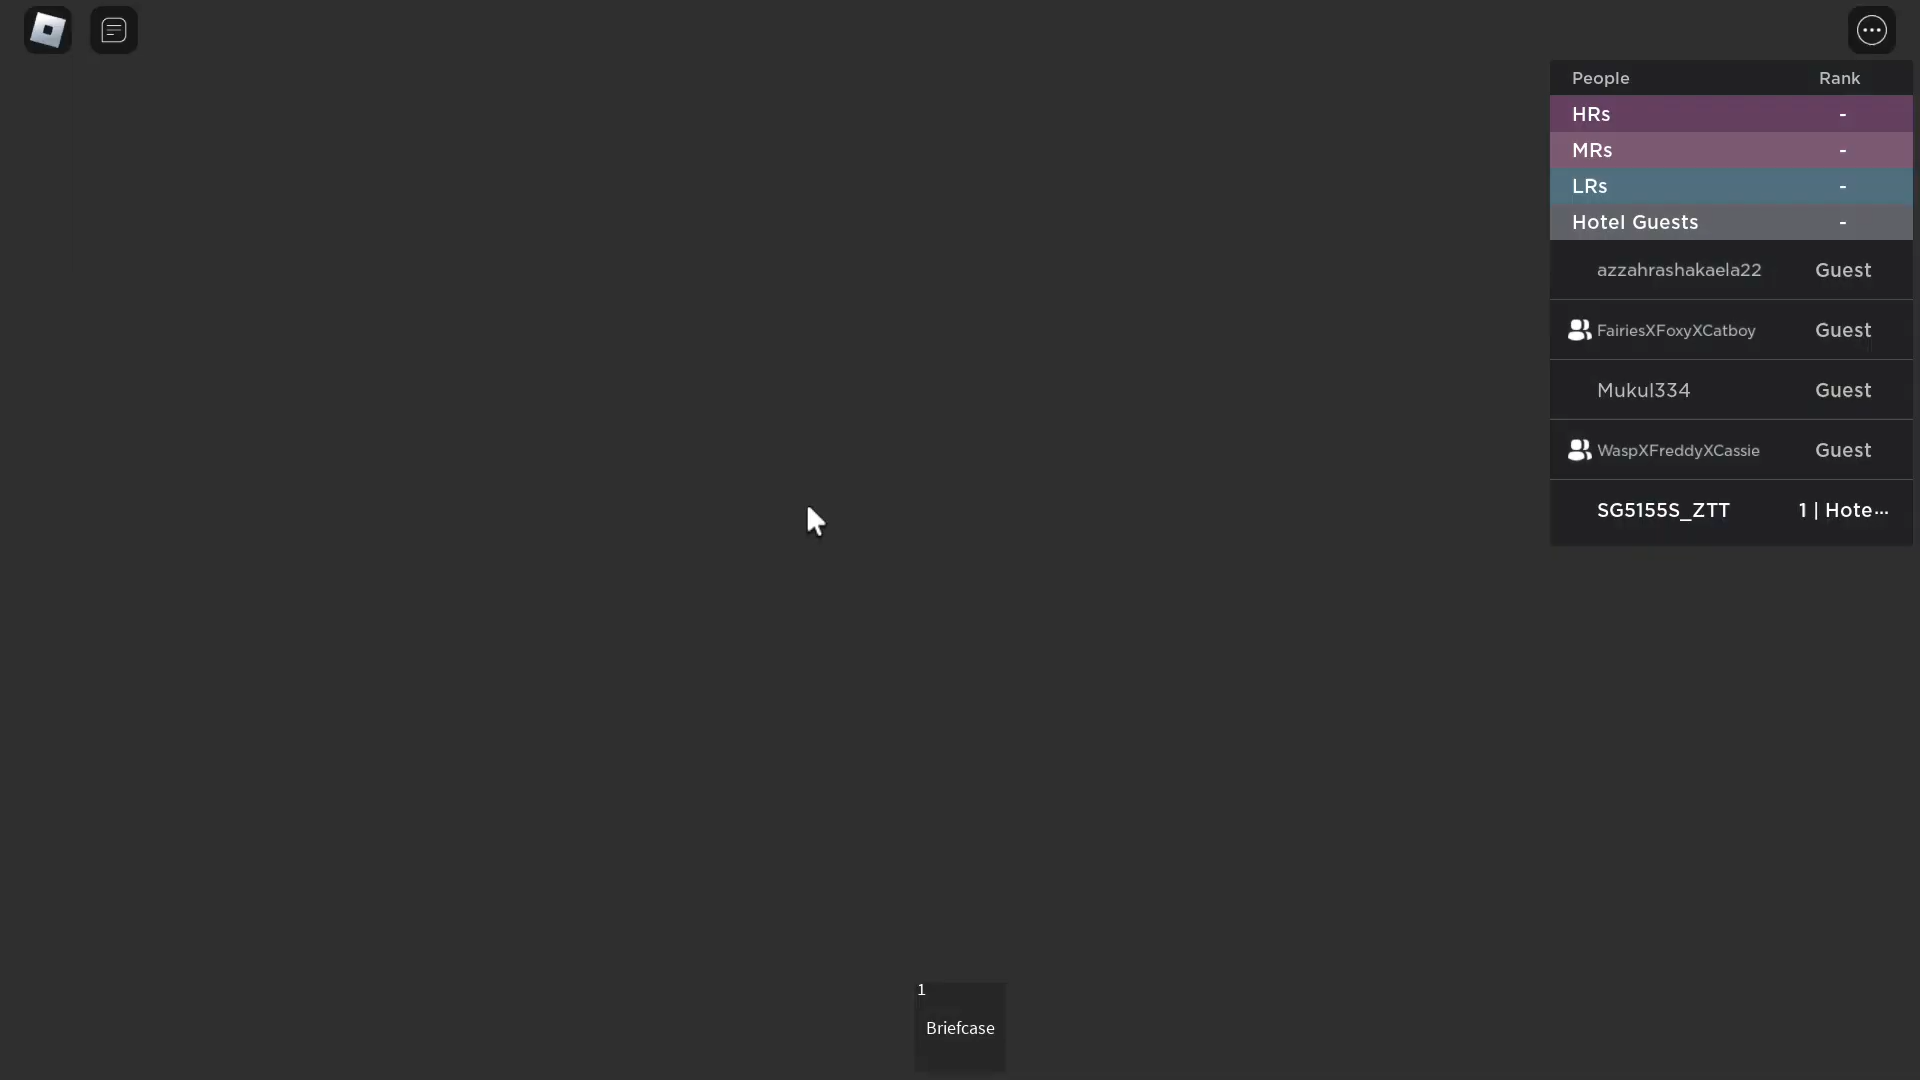 People Rank
HRs -
MRs -
LRs -
Hotel Guests -
azzahrashakaela22 Guest
FairiesXFoxyXCatboy Guest
Mukul334 Guest
WaspXFreddyXCassie Guest
SG5155S_ZTT 1 | Hote...
1
Briefcase